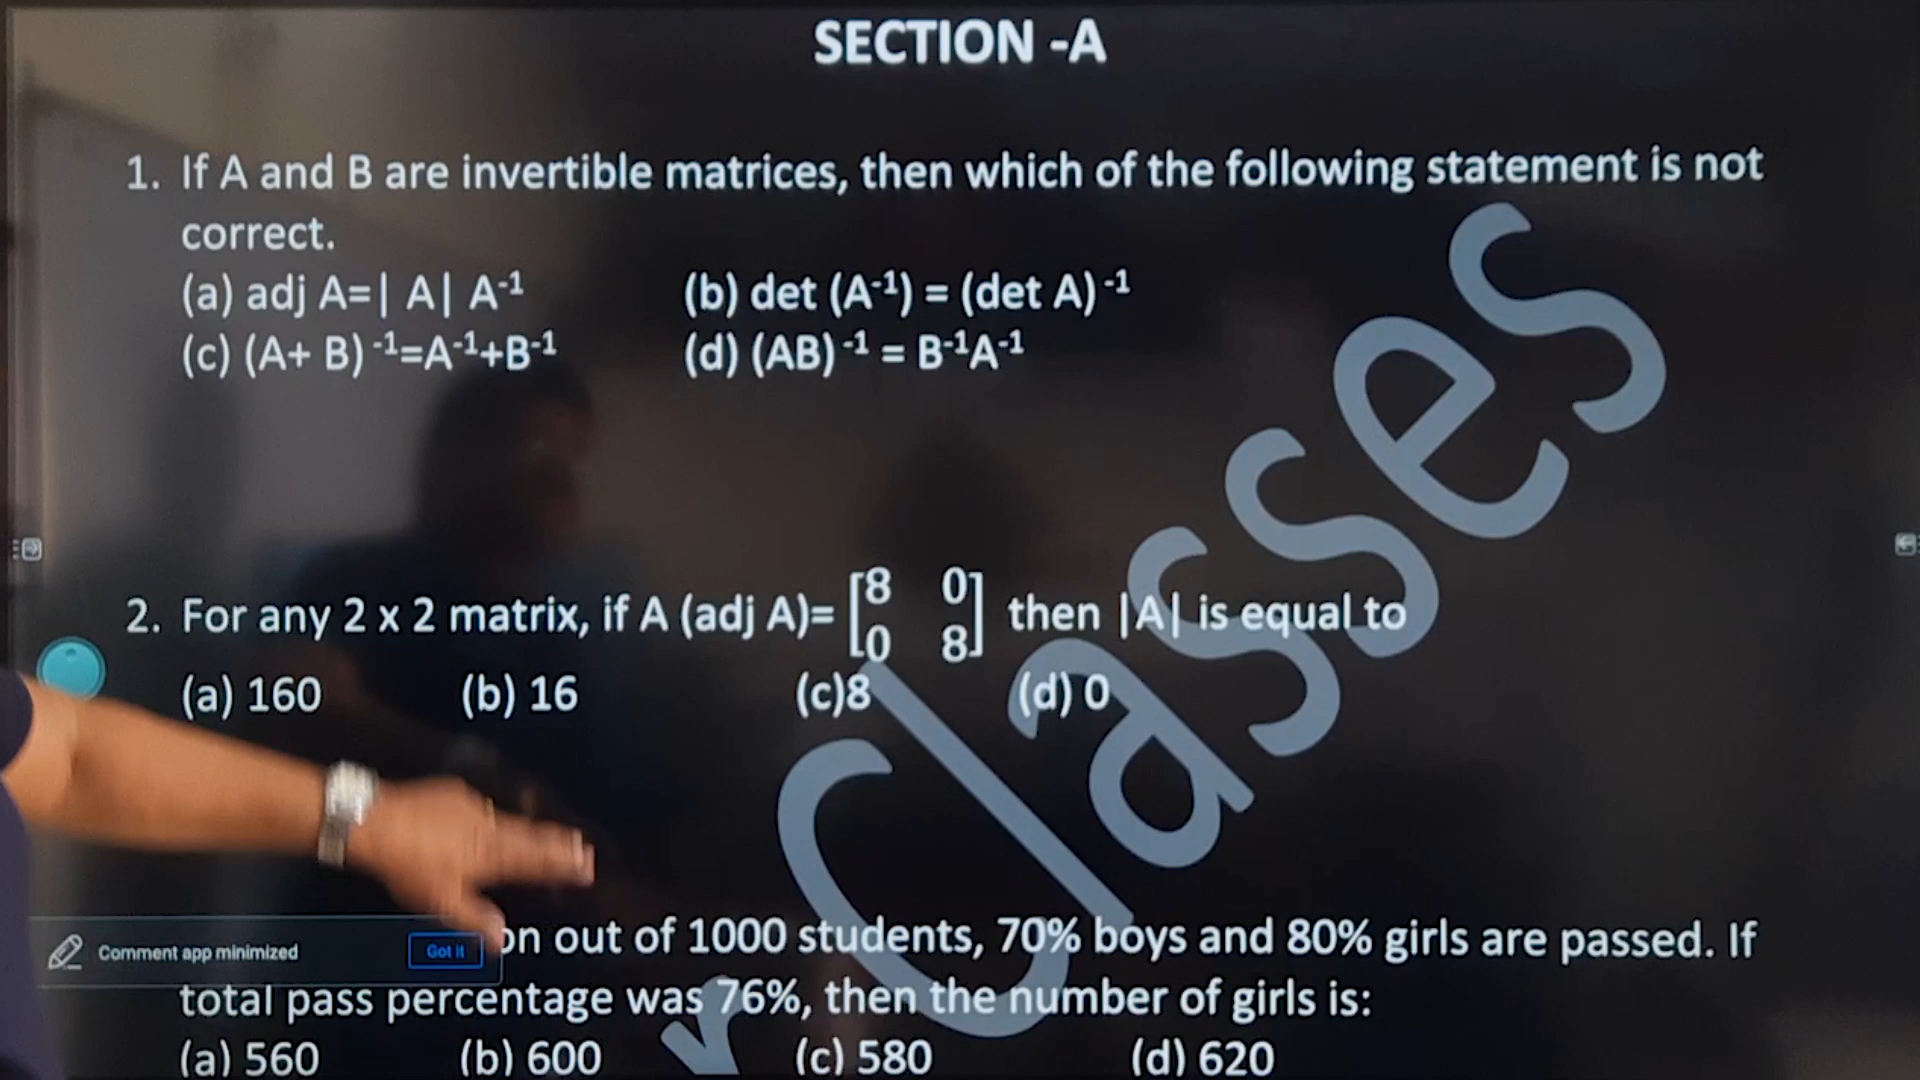 SECTION -A
1. If A and B are invertible matrices, then which of the following statement is not
correct.
(a) adj A=| A| A⁻¹ (b) det (A⁻¹) = (det A) ⁻¹
(c) (A+ B) ⁻¹=A⁻¹+B⁻¹ (d) (AB) ⁻¹ = B⁻¹A⁻¹
2. For any 2 x 2 matrix, if A (adj A)= [8 0
0 8] then |A| is equal to
(a) 160 (b) 16 (c)8 (d) 0
on out of 1000 students, 70% boys and 80% girls are passed. If
total pass percentage was 76%, then the number of girls is:
(a) 560 (b) 600 (c) 580 (d) 620
Comment app minimized Got it
r Classes